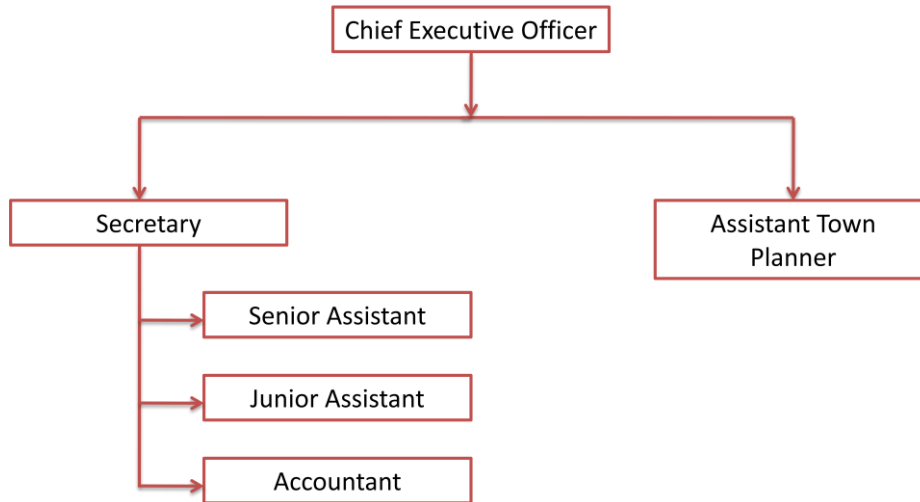 Chief Executive Officer
Secretary
Assistant Town
Planner
Senior Assistant
Junior Assistant
Accountant